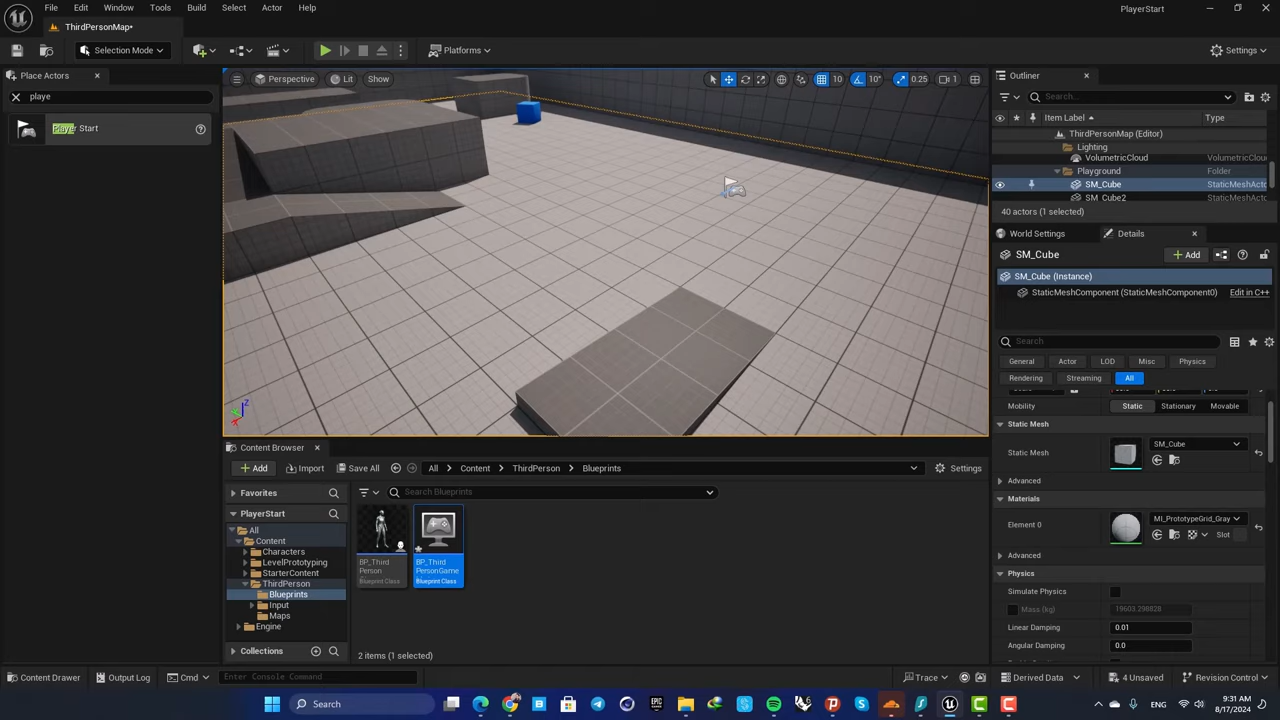 File Edit Window Tools Build Select Actor Help
PlayerStart
ThirdPersonMap*
Selection Mode
Platforms
Settings
Place Actors
playe
Player Start
Perspective Lit Show
10 10° 0.25 1
Outliner
Search...
Item Label Type
ThirdPersonMap (Editor)
Lighting
VolumetricCloud VolumetricCloud
Playground Folder
SM_Cube StaticMeshActo
SM_Cube2 StaticMeshActo
40 actors (1 selected)
World Settings Details
SM_Cube
Add
SM_Cube (Instance)
StaticMeshComponent (StaticMeshComponent0) Edit in C++
Search
General Actor LOD Misc Physics
Rendering Streaming All
Mobility Static Stationary Movable
Static Mesh
Static Mesh SM_Cube
Advanced
Materials
Element 0 MI_PrototypeGrid_Gray
Slot
Advanced
Physics
Simulate Physics
Mass (kg) 19603.298828
Linear Damping 0.01
Angular Damping 0.0
Z
Content Browser
Add Import Save All All Content ThirdPerson Blueprints Settings
Favorites
Search Blueprints
PlayerStart
All
Content
Characters
LevelPrototyping
StarterContent
ThirdPerson
Blueprints
Input
Maps
Engine
Collections
BP_Third
Person
Blueprint Class
BP_Third
PersonGame
Blueprint Class
2 items (1 selected)
Content Drawer Output Log Cmd Enter Console Command
Trace Derived Data 4 Unsaved Revision Control
Search
9:31 AM
8/17/2024